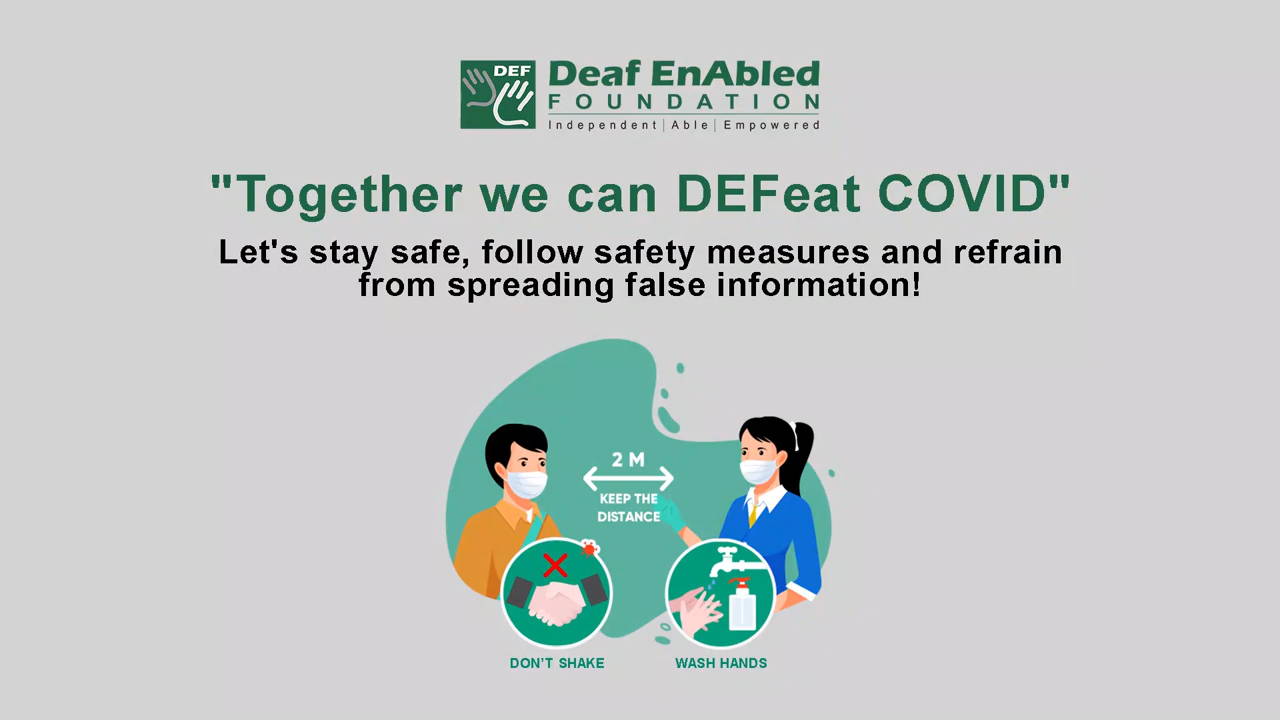 DEF
Deaf EnAbled
FOUNDATION
Independent | Able | Empowered
"Together we can DEFeat COVID"
Let's stay safe, follow safety measures and refrain
from spreading false information!
2 M
KEEP THE
DISTANCE
DON'T SHAKE
WASH HANDS